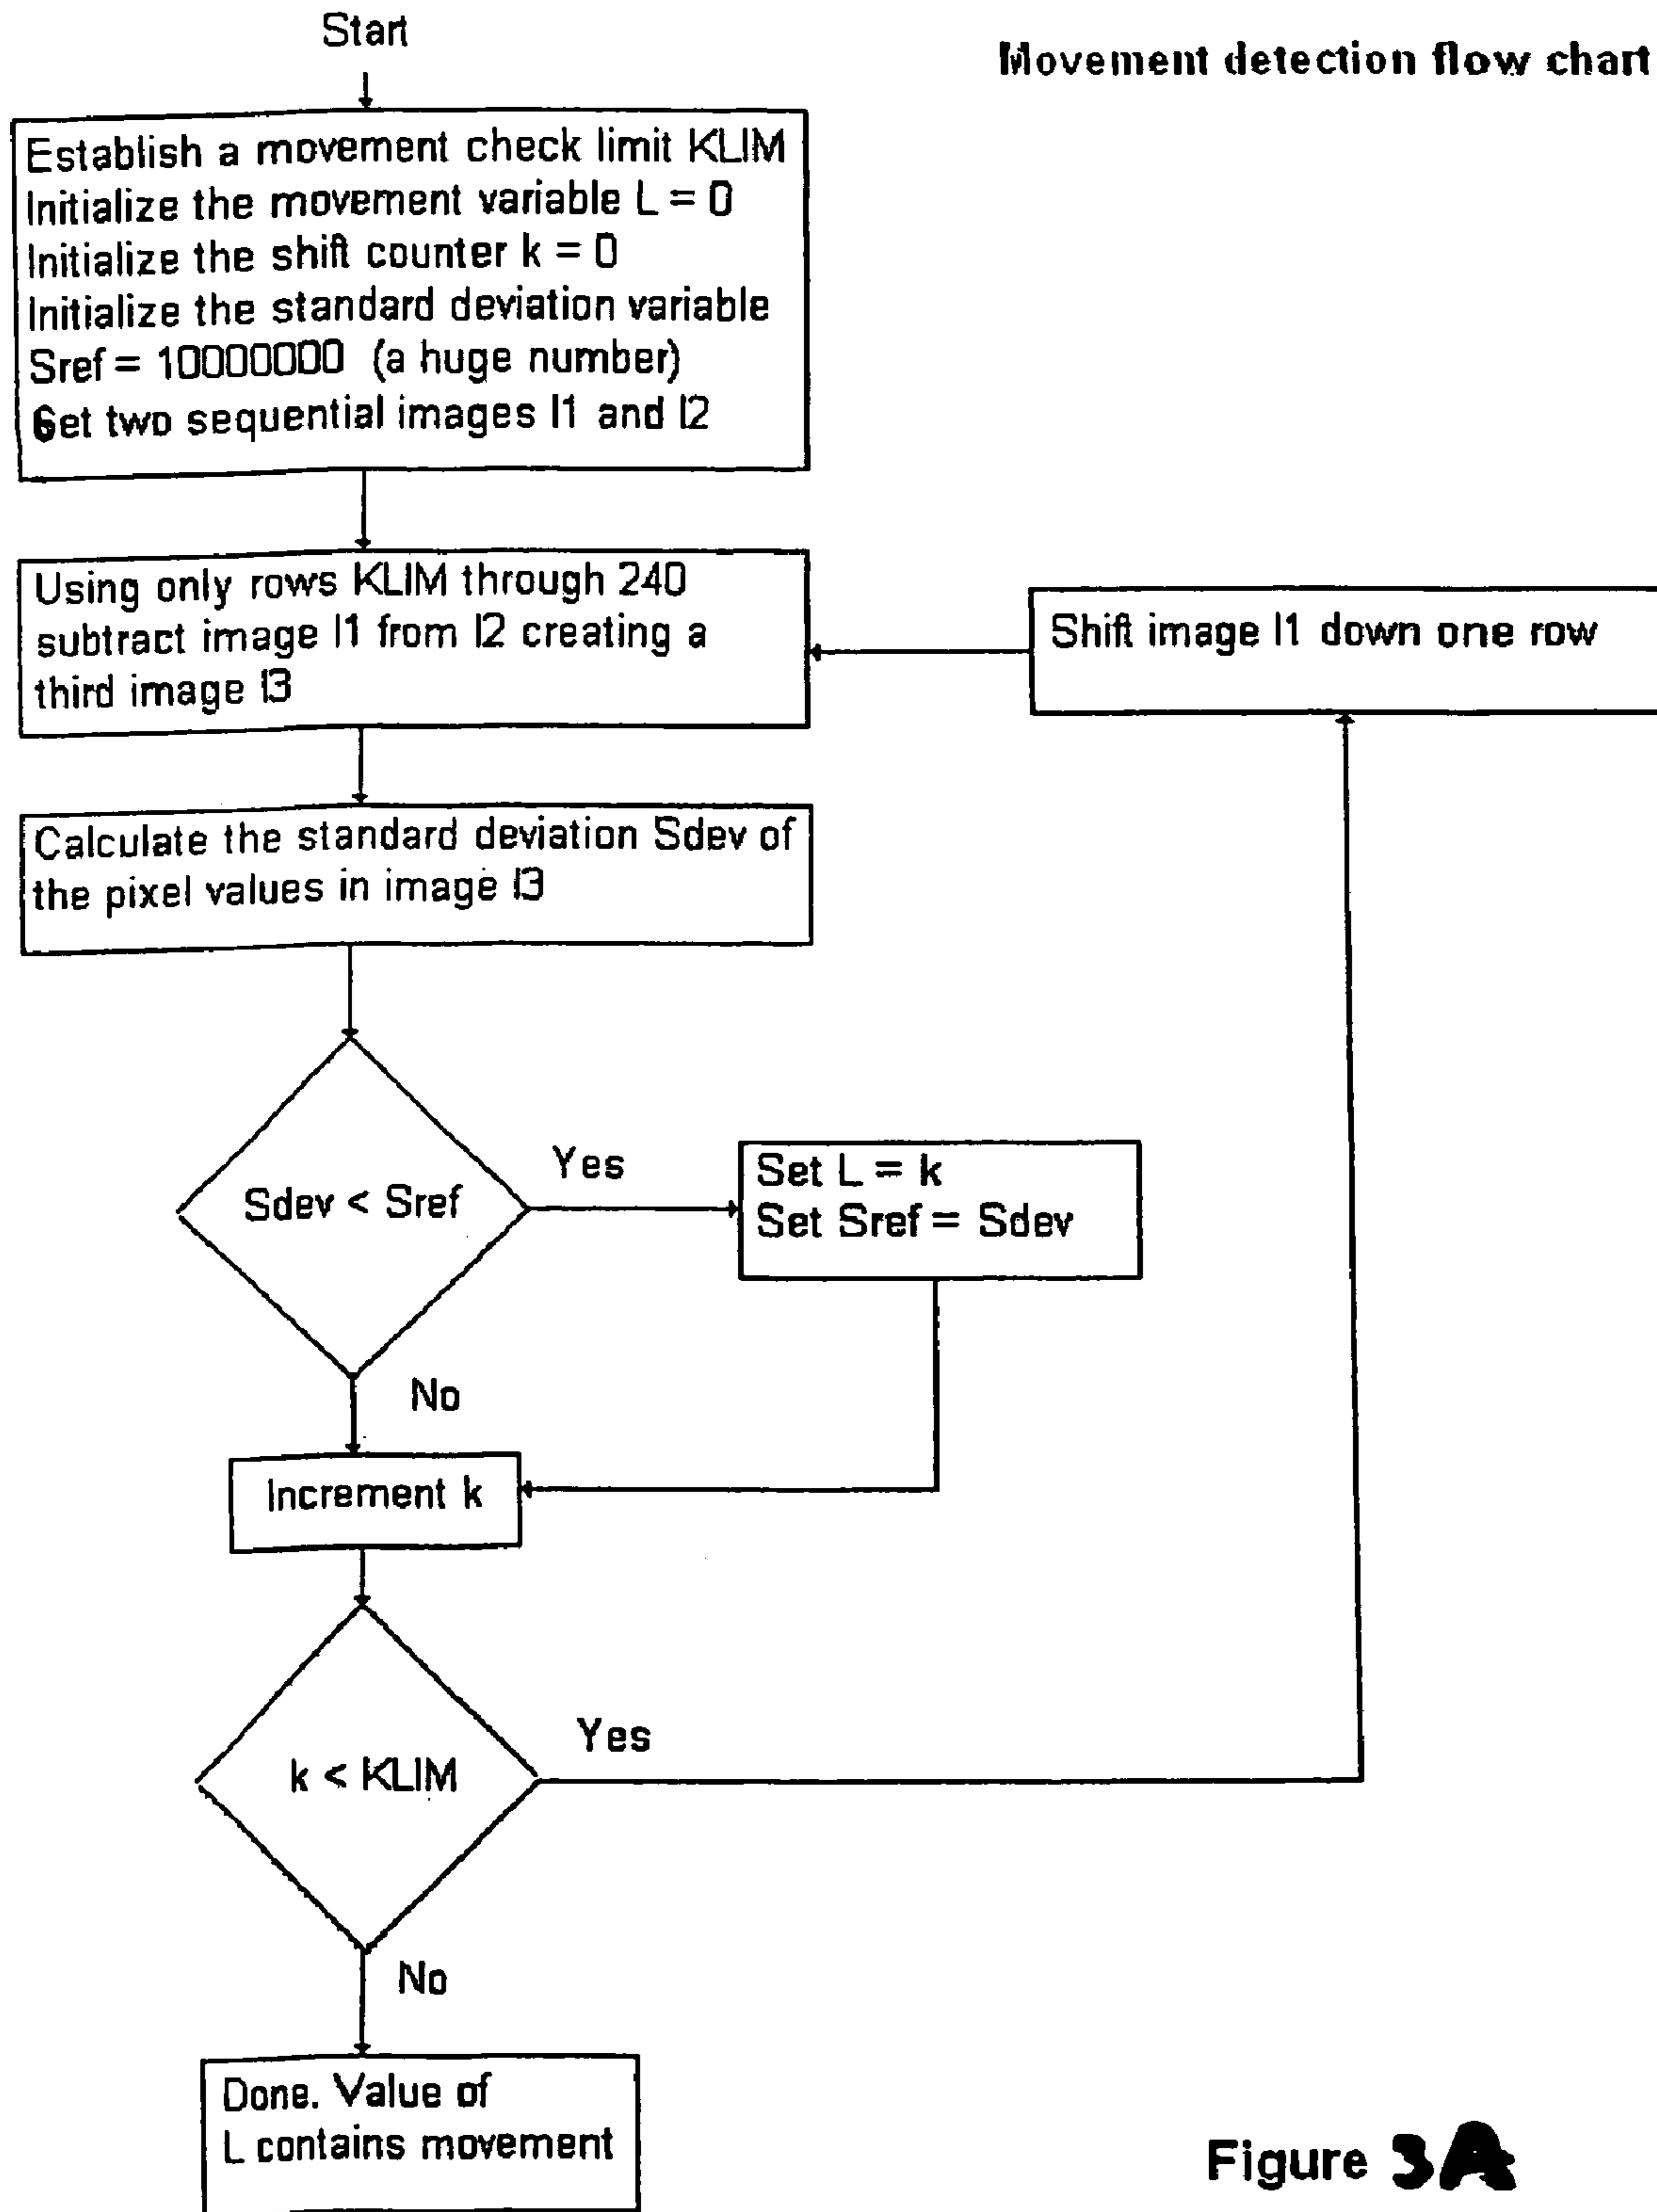 Start
Movement detection flow chart
Establish a movement check limit KLIM
Initialize the movement variable L = 0
Initialize the shift counter k = 0
Initialize the standard deviation variable
Sref = 10000000 (a huge number)
Get two sequential images I1 and I2
Using only rows KLIM through 240
subtract image I1 from I2 creating a
third image I3
Shift image I1 down one row
Calculate the standard deviation Sdev of
the pixel values in image I3
Sdev < Sref
Yes
Set L = k
Set Sref = Sdev
No
Increment k
k < KLIM
Yes
No
Done. Value of
L contains movement
Figure 3A